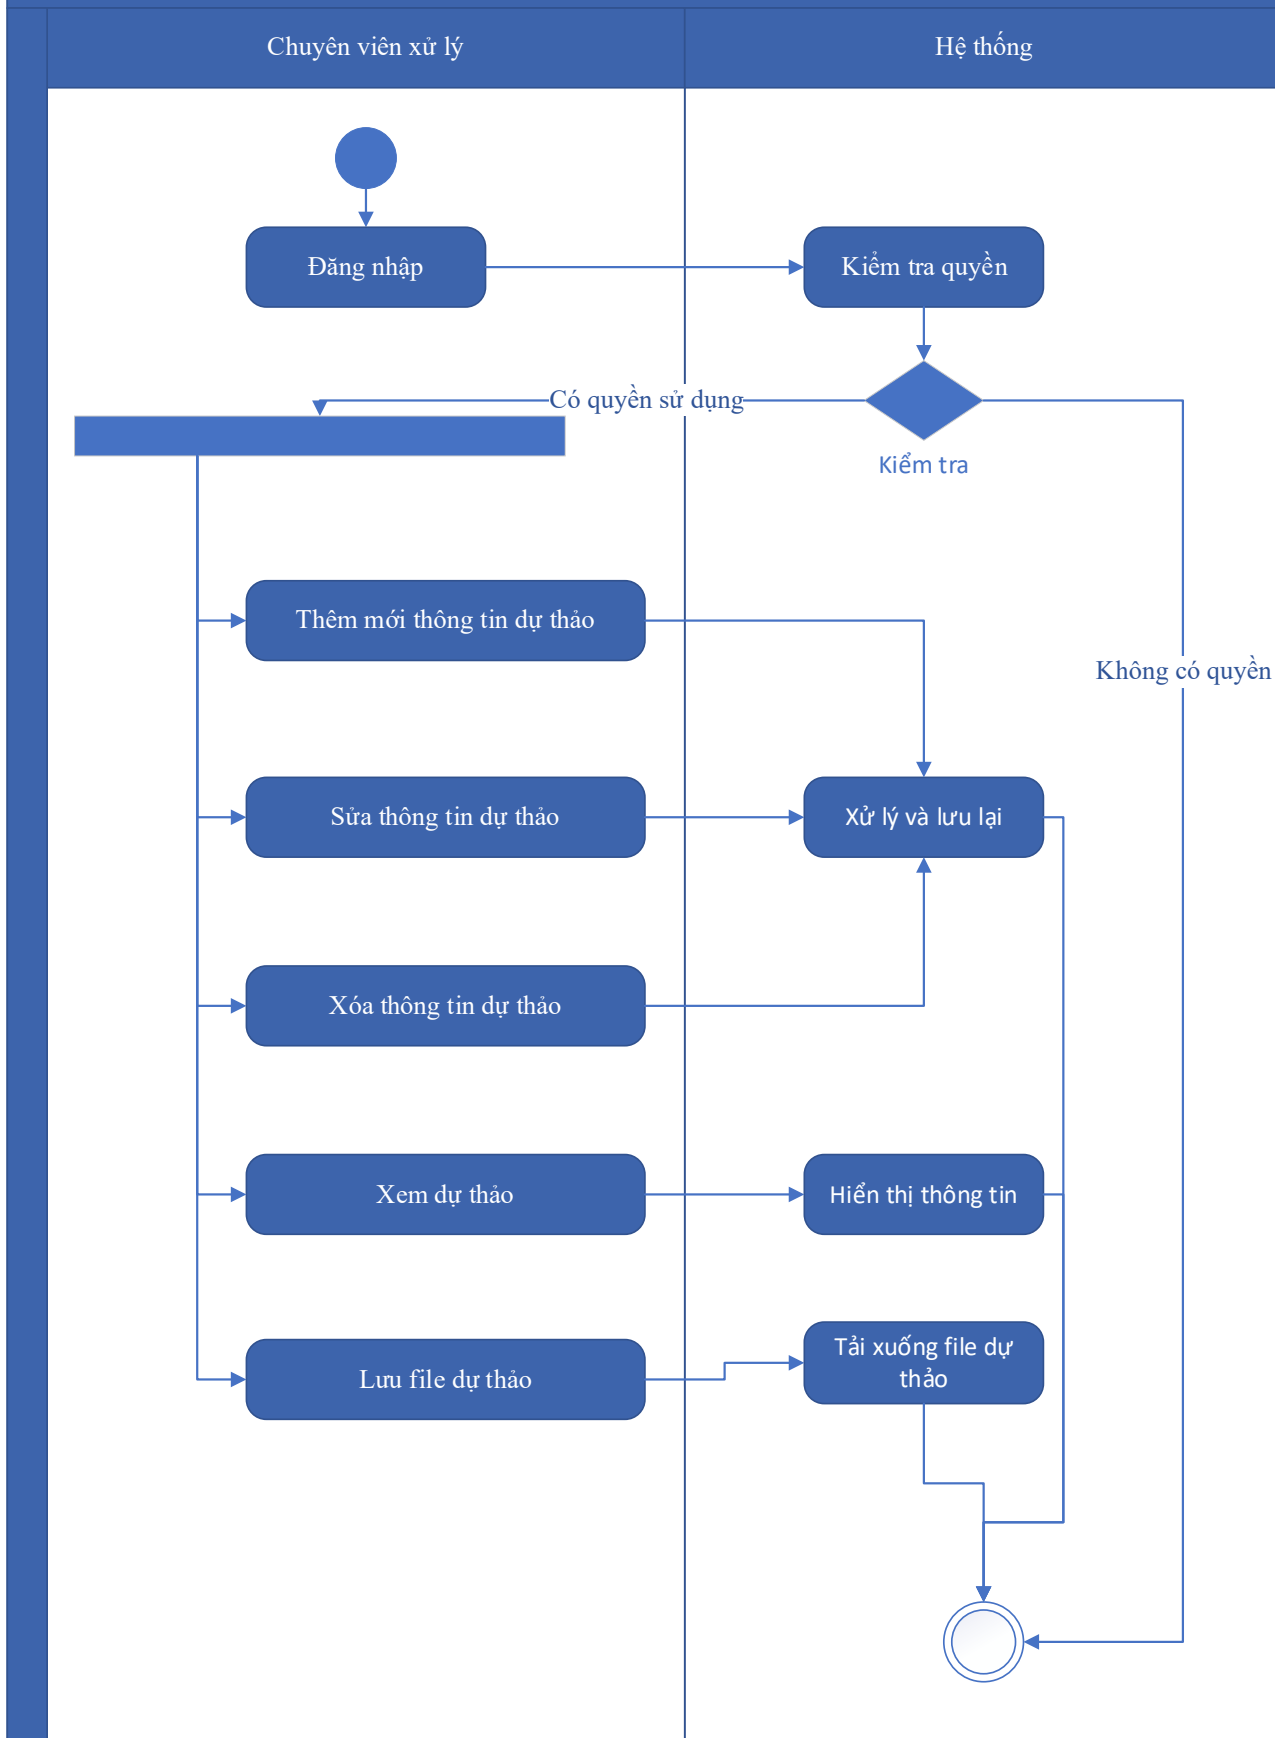 Chuyên viên xử lý
Hệ thống
Đăng nhập
Kiểm tra quyền
Có quyền sử dụng
Kiểm tra
Thêm mới thông tin dự thảo
Không có quyền
Sửa thông tin dự thảo
Xử lý và lưu lại
Xóa thông tin dự thảo
Xem dự thảo
Hiển thị thông tin
Lưu file dự thảo
Tải xuống file dự
thảo